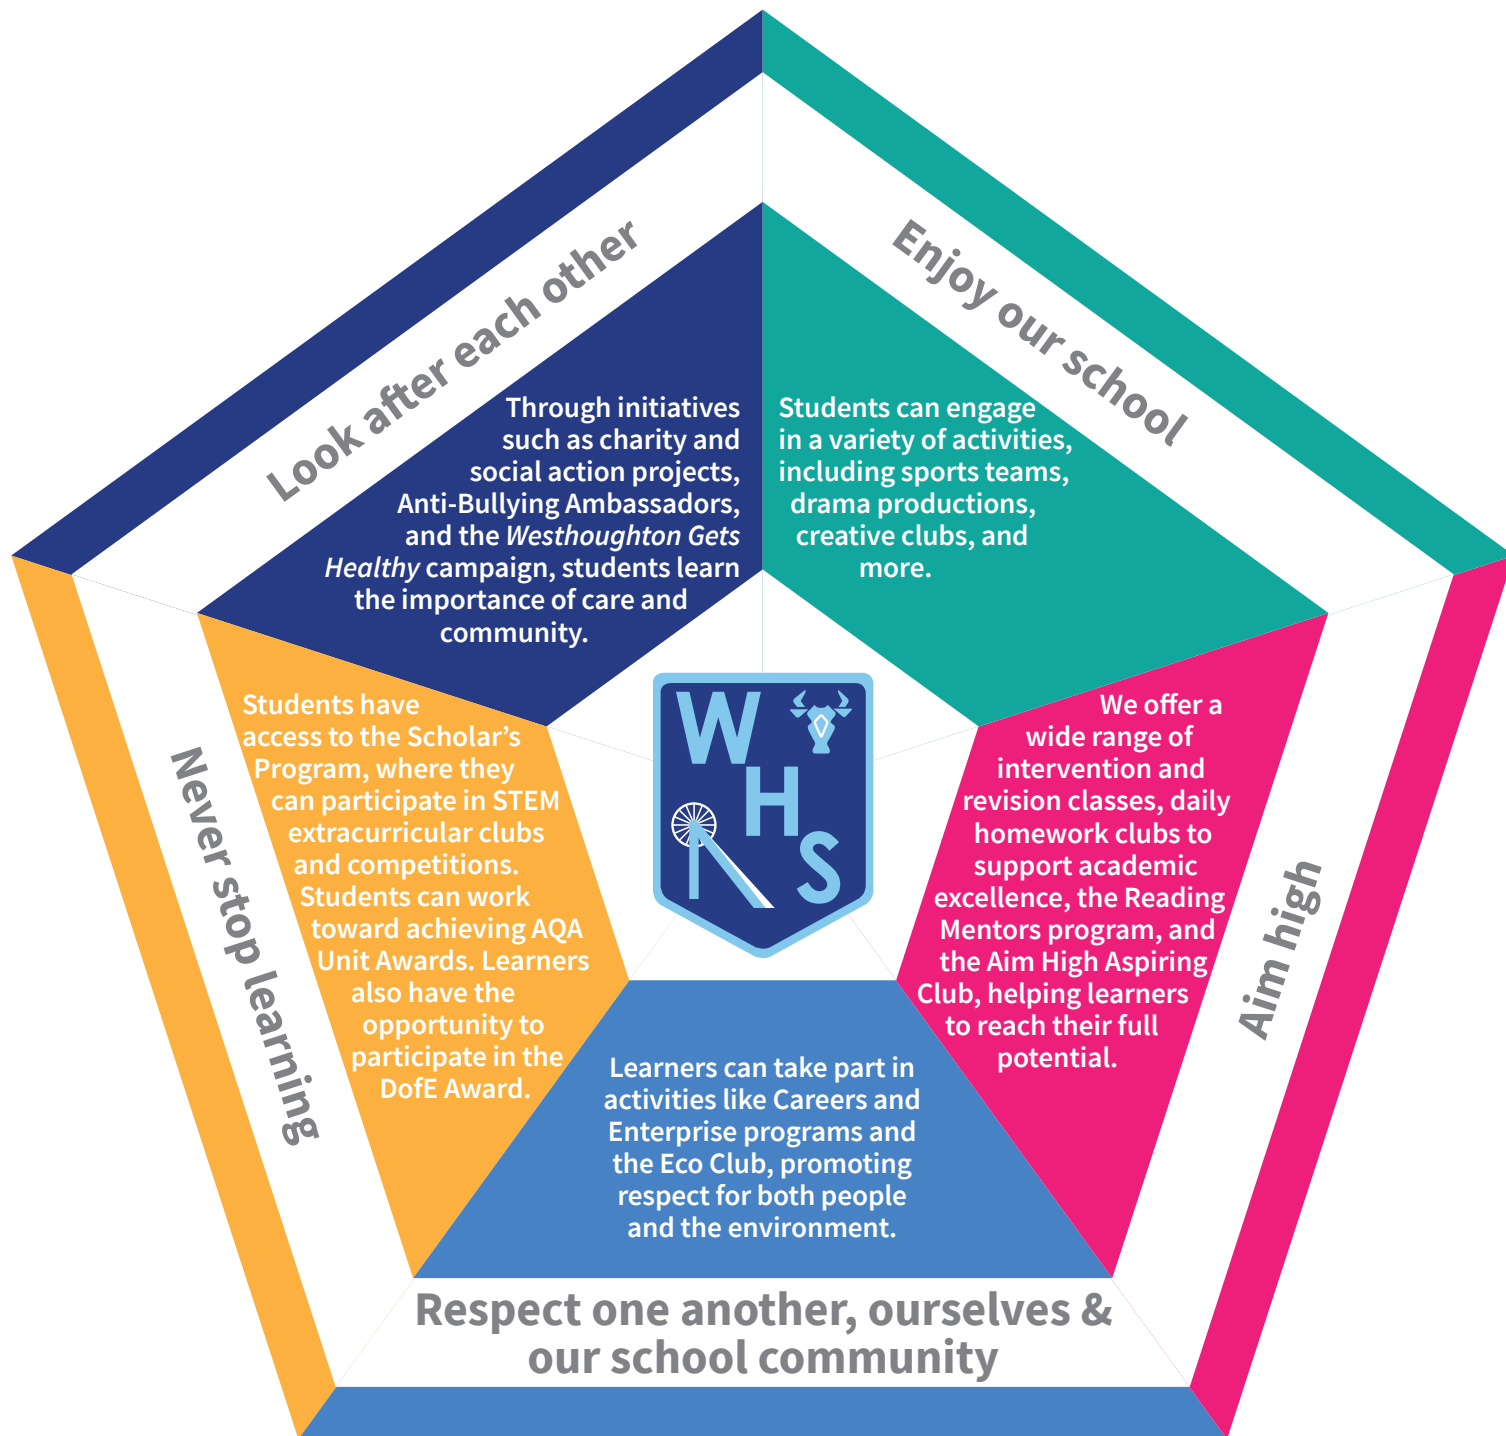 Look after each other
Through initiatives
such as charity and
social action projects,
Anti-Bullying Ambassadors,
and the Westhoughton Gets
Healthy campaign, students learn
the importance of care and
community.
Enjoy our school
Students can engage
in a variety of activities,
including sports teams,
drama productions,
creative clubs, and
more.
Never stop learning
Students have
access to the Scholar’s
Program, where they
can participate in STEM
extracurricular clubs
and competitions.
Students can work
toward achieving AQA
Unit Awards. Learners
also have the
opportunity to
participate in the
DofE Award.
W
H
S
Aim high
We offer a
wide range of
intervention and
revision classes, daily
homework clubs to
support academic
excellence, the Reading
Mentors program, and
the Aim High Aspiring
Club, helping learners
to reach their full
potential.
Learners can take part in
activities like Careers and
Enterprise programs and
the Eco Club, promoting
respect for both people
and the environment.
Respect one another, ourselves &
our school community